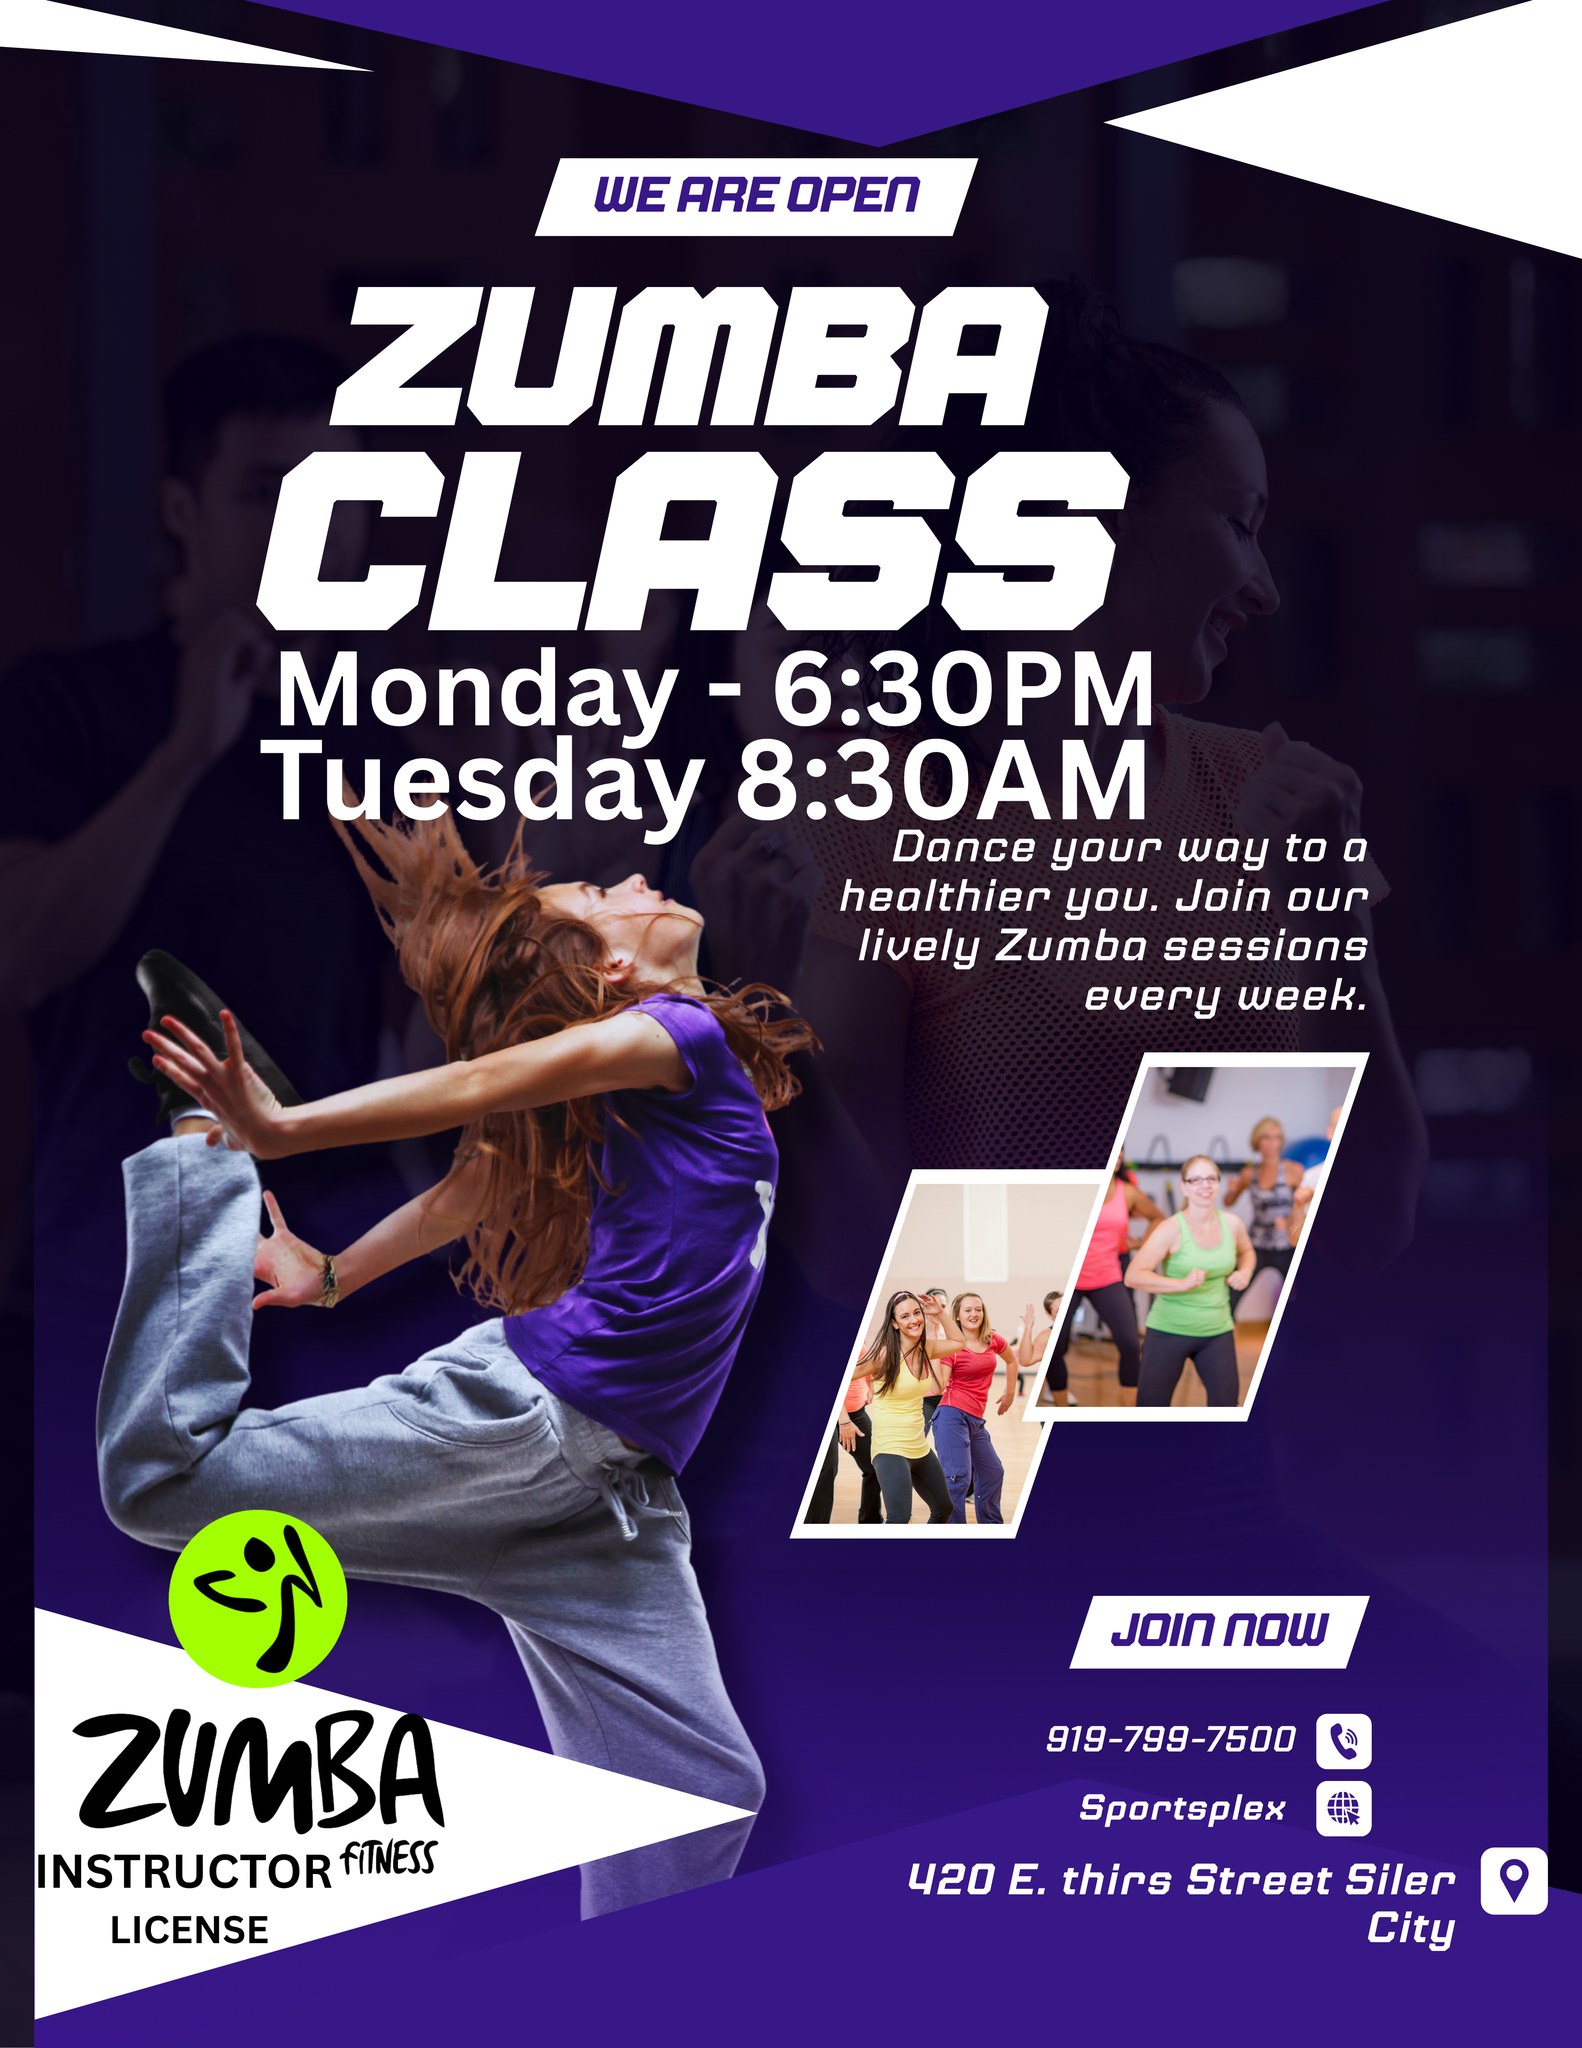 WE ARE OPEN
ZUMBA
CLASS
Monday - 6:30PM
Tuesday 8:30AM
Dance your way to a
healthier you. Join our
lively Zumba sessions
every week.
JOIN NOW
919-799-7500
Sportsplex
420 E. thirs Street Siler
City
ZUMBA
FITNESS
INSTRUCTOR
LICENSE